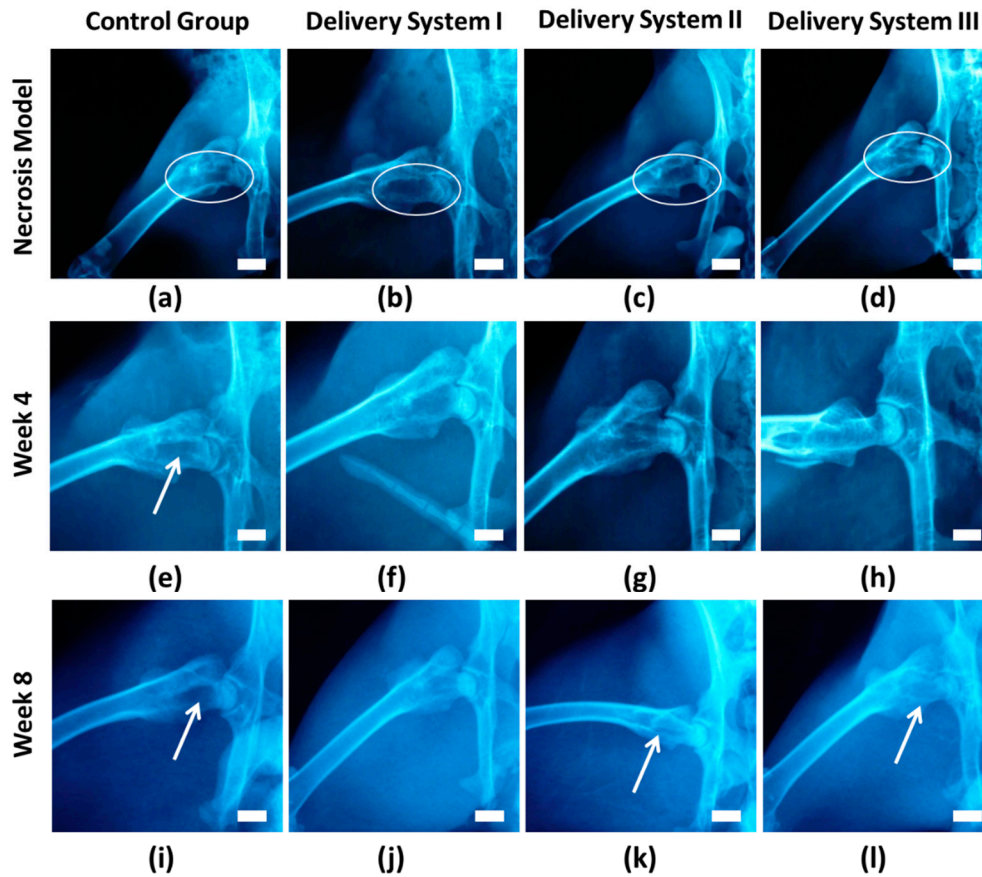 Control Group Delivery System I Delivery System II Delivery System III
Necrosis Model
(a) (b) (c) (d)
Week 4
(e) (f) (g) (h)
Week 8
(i) (j) (k) (l)